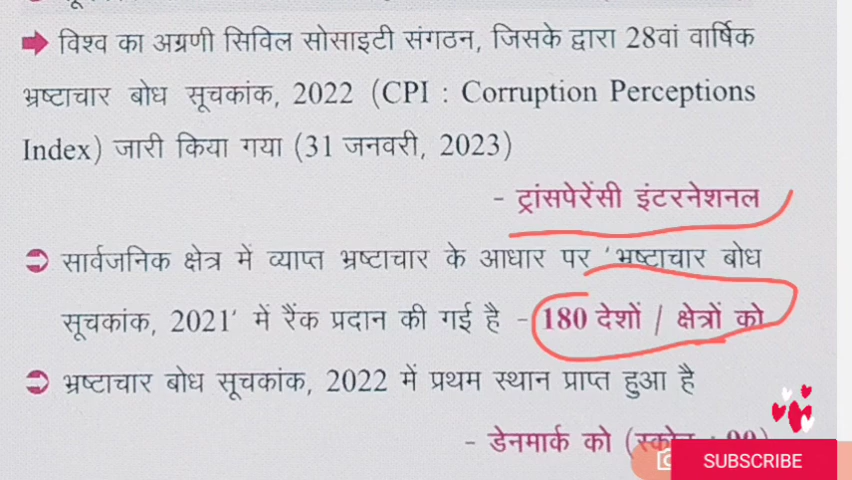 ➡ विश्व का अग्रणी सिविल सोसाइटी संगठन, जिसके द्वारा 28वां वार्षिक
भ्रष्टाचार बोध सूचकांक, 2022 (CPI : Corruption Perceptions
Index) जारी किया गया (31 जनवरी, 2023)
- ट्रांसपेरेंसी इंटरनेशनल
➲ सार्वजनिक क्षेत्र में व्याप्त भ्रष्टाचार के आधार पर 'भ्रष्टाचार बोध
सूचकांक, 2021' में रैंक प्रदान की गई है - 180 देशों / क्षेत्रों को
➲ भ्रष्टाचार बोध सूचकांक, 2022 में प्रथम स्थान प्राप्त हुआ है
- डेनमार्क को
SUBSCRIBE